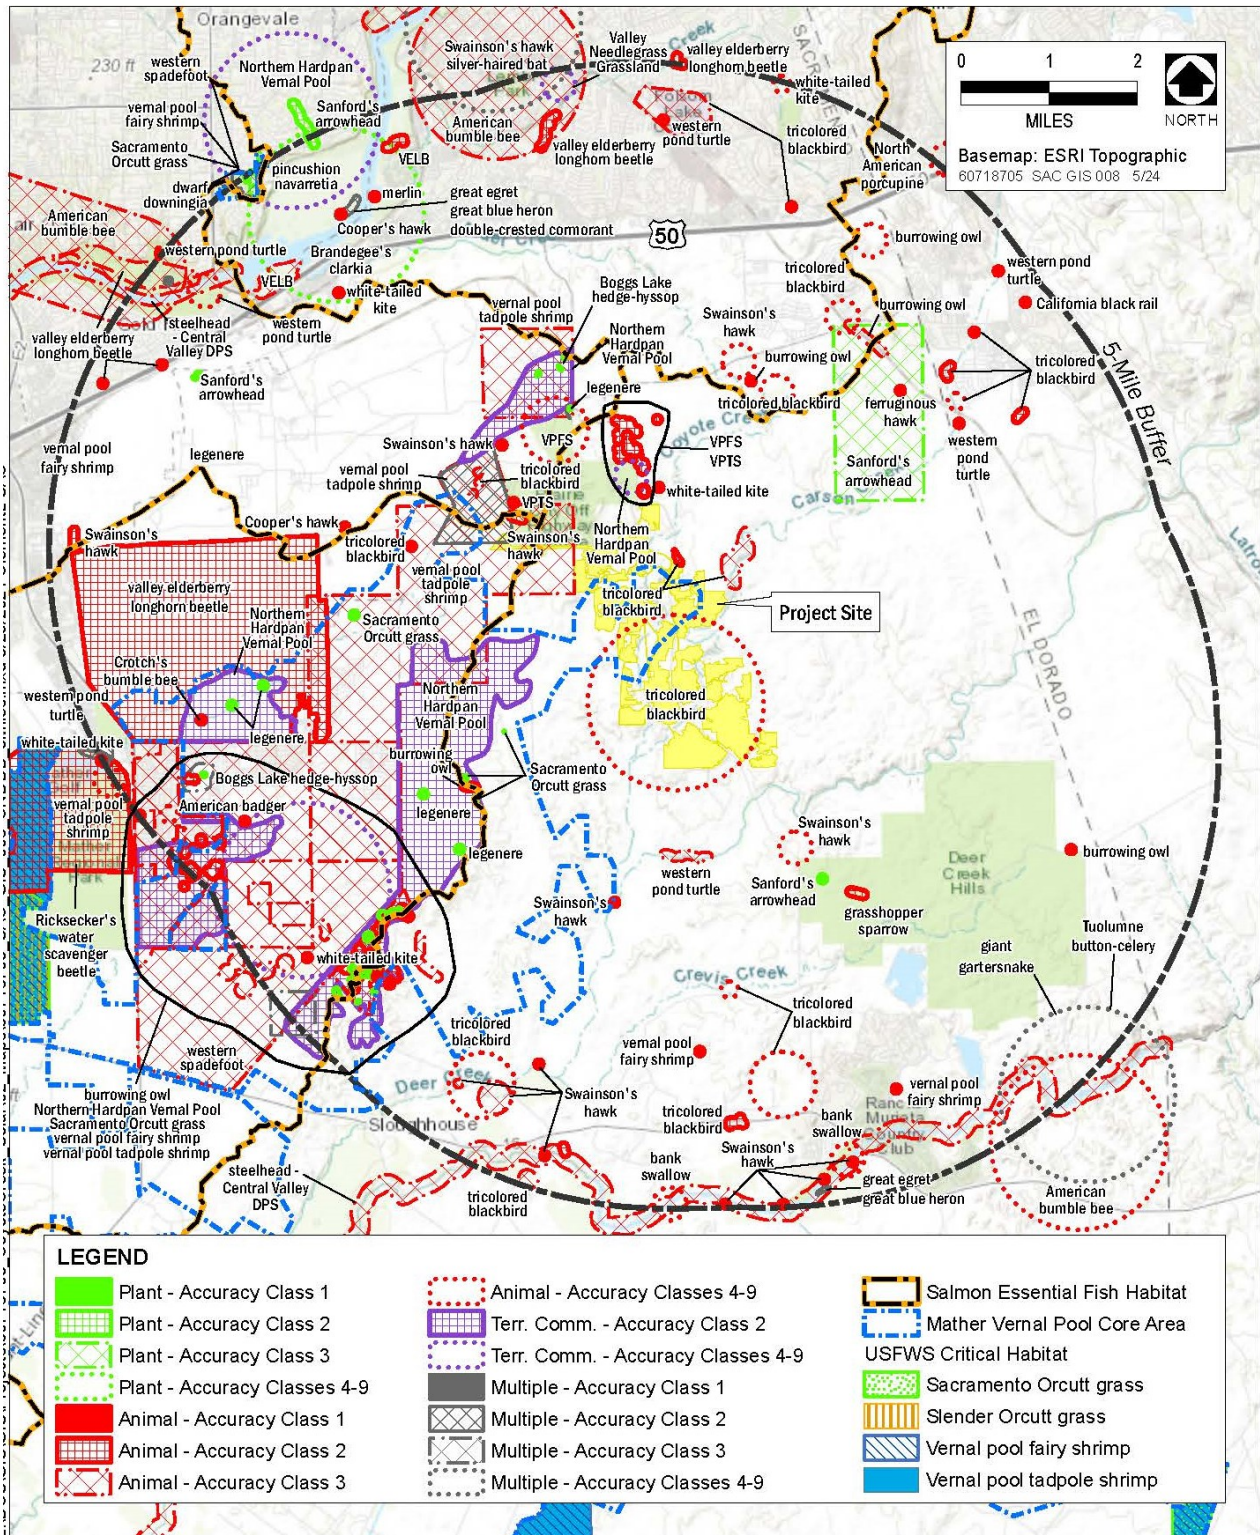 Orangevale
230 ft
western
spadefoot
Northern Hardpan
Vernal Pool
Swainson's hawk
silver-haired bat
Valley
Needlegrass
Grassland
Creek
valley elderberry
longhorn beetle
white-tailed
kite
0 1 2
MILES
NORTH
Basemap: ESRI Topographic
60718705 SAC GIS 008 5/24
vernal pool
fairy shrimp
Sanford's
arrowhead
Sacramento
Orcutt grass
American
bumble bee
valley elderberry
longhorn beetle
VELB
western
pond turtle
tricolored
blackbird
North
American
porcupine
pincushion
navarretia
dwarf
downingia
merlin
great egret
great blue heron
double-crested cormorant
Cooper's hawk
American
bumble bee
western pond turtle
Brandegee's
clarkia
VELB
white-tailed
kite
50
burrowing owl
western pond
turtle
California black rail
tricolored
blackbird
burrowing owl
Boggs Lake
hedge-hyssop
vernal pool
tadpole shrimp
Northern
Hardpan
Vernal Pool
Swainson's
hawk
burrowing owl
tricolored blackbird
steelhead
- Central
Valley DPS
western
pond turtle
valley elderberry
longhorn beetle
Sanford's
arrowhead
legenere
ferruginous
hawk
tricolored
blackbird
5-Mile Buffer
western
pond
turtle
Sanford's
arrowhead
Carson Creek
Coyote Creek
vernal pool
fairy shrimp
legenere
Swainson's hawk
VPFS
VPFS
VPTS
vernal pool
tadpole shrimp
tricolored
blackbird
VPTS
white-tailed kite
Swainson's
hawk
Cooper's hawk
tricolored
blackbird
Swainson's
hawk
Northern
Hardpan
Vernal Pool
vernal pool
tadpole
shrimp
valley elderberry
longhorn beetle
tricolored
blackbird
Project Site
Northern
Hardpan
Vernal Pool
Sacramento
Orcutt grass
EL DORADO
Crotch's
bumble bee
western pond
turtle
legenere
Northern
Hardpan
Vernal Pool
tricolored
blackbird
white-tailed kite
burrowing
owl
Sacramento
Orcutt grass
Boggs Lake hedge-hyssop
vernal pool
tadpole
shrimp
American badger
legenere
legenere
Swainson's
hawk
western
pond turtle
Sanford's
arrowhead
Deer
Creek
Hills
burrowing owl
grasshopper
sparrow
Park
Ricksecker's
water
scavenger
beetle
Swainson's
hawk
Tuolumne
button-celery
giant
gartersnake
white-tailed kite
Crevis Creek
tricolored
blackbird
tricolored
blackbird
vernal pool
fairy shrimp
western
spadefoot
Deer Creek
Swainson's
hawk
vernal pool
fairy shrimp
burrowing owl
Northern Hardpan Vernal Pool
Sacramento Orcutt grass
vernal pool fairy shrimp
vernal pool tadpole shrimp
Sloughhouse
tricolored
blackbird
bank
swallow
Club
Swainson's
hawk
steelhead -
Central Valley
DPS
tricolored
blackbird
bank
swallow
great egret
great blue heron
American
bumble bee
LEGEND
Plant - Accuracy Class 1
Plant - Accuracy Class 2
Plant - Accuracy Class 3
Plant - Accuracy Classes 4-9
Animal - Accuracy Class 1
Animal - Accuracy Class 2
Animal - Accuracy Class 3
Animal - Accuracy Classes 4-9
Terr. Comm. - Accuracy Class 2
Terr. Comm. - Accuracy Classes 4-9
Multiple - Accuracy Class 1
Multiple - Accuracy Class 2
Multiple - Accuracy Class 3
Multiple - Accuracy Classes 4-9
Salmon Essential Fish Habitat
Mather Vernal Pool Core Area
USFWS Critical Habitat
Sacramento Orcutt grass
Slender Orcutt grass
Vernal pool fairy shrimp
Vernal pool tadpole shrimp